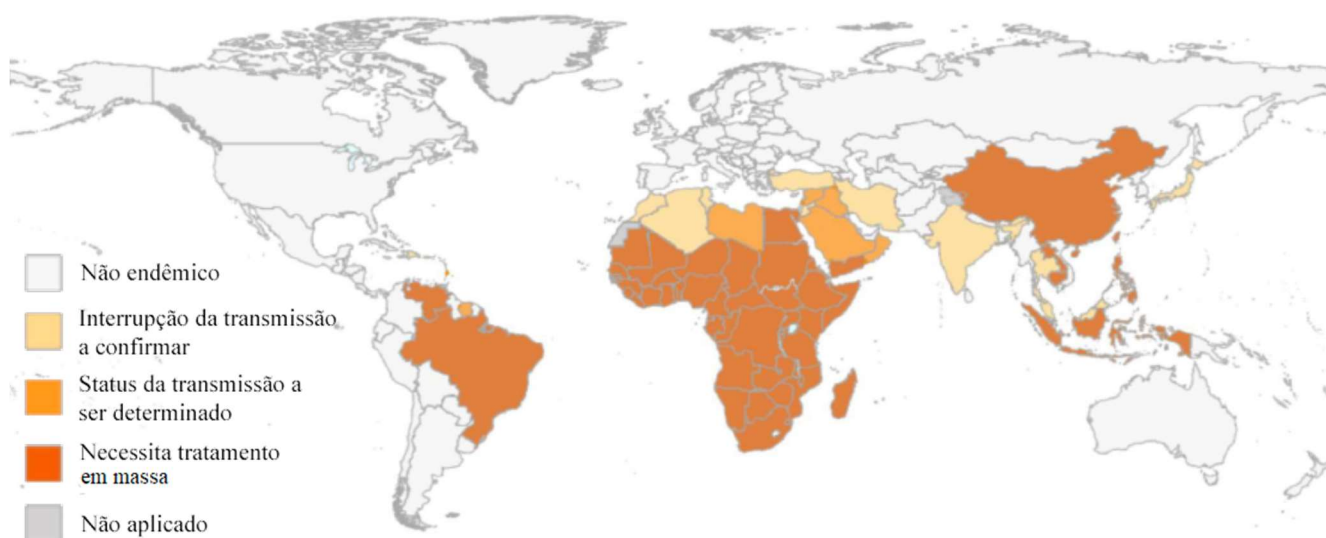 Não endêmico
Interrupção da transmissão
a confirmar
Status da transmissão a
ser determinado
Necessita tratamento
em massa
Não aplicado